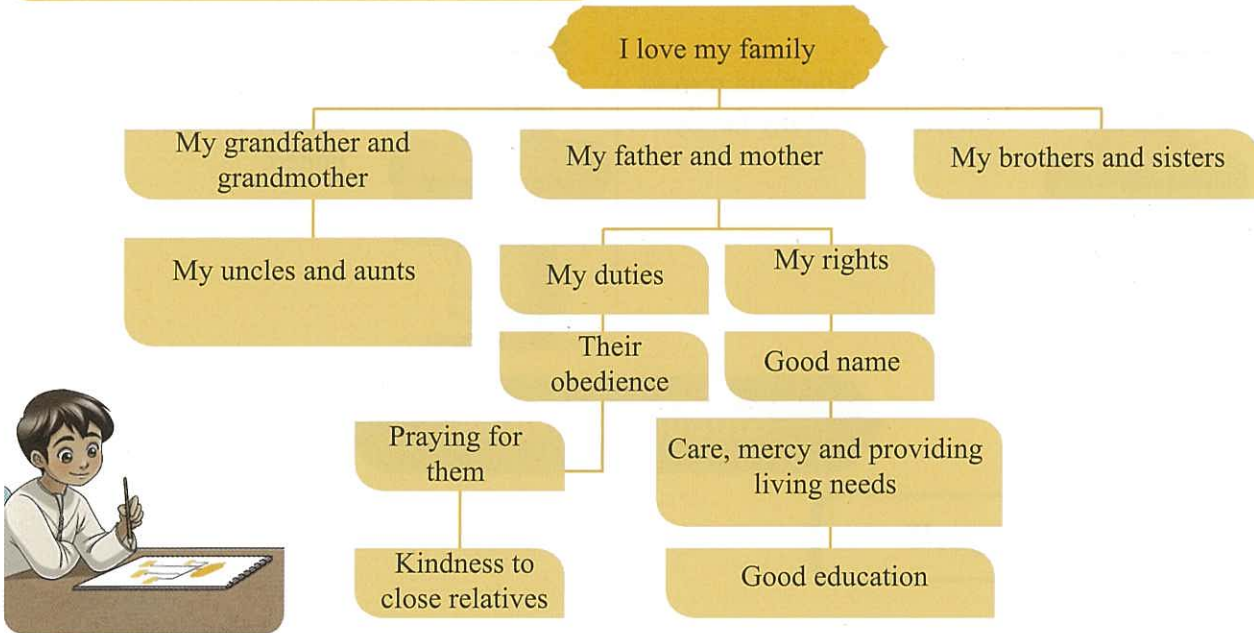 I love my family
My grandfather and
grandmother
My father and mother
My brothers and sisters
My uncles and aunts
My duties
My rights
Their
obedience
Good name
Praying for
them
Care, mercy and providing
living needs
Kindness to
close relatives
Good education